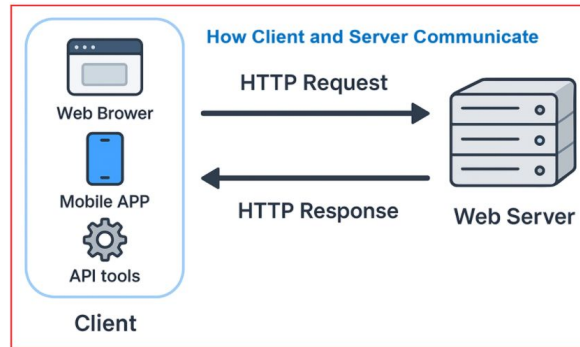 How Client and Server Communicate
Web Brower
HTTP Request
Mobile APP
HTTP Response
Web Server
API tools
Client